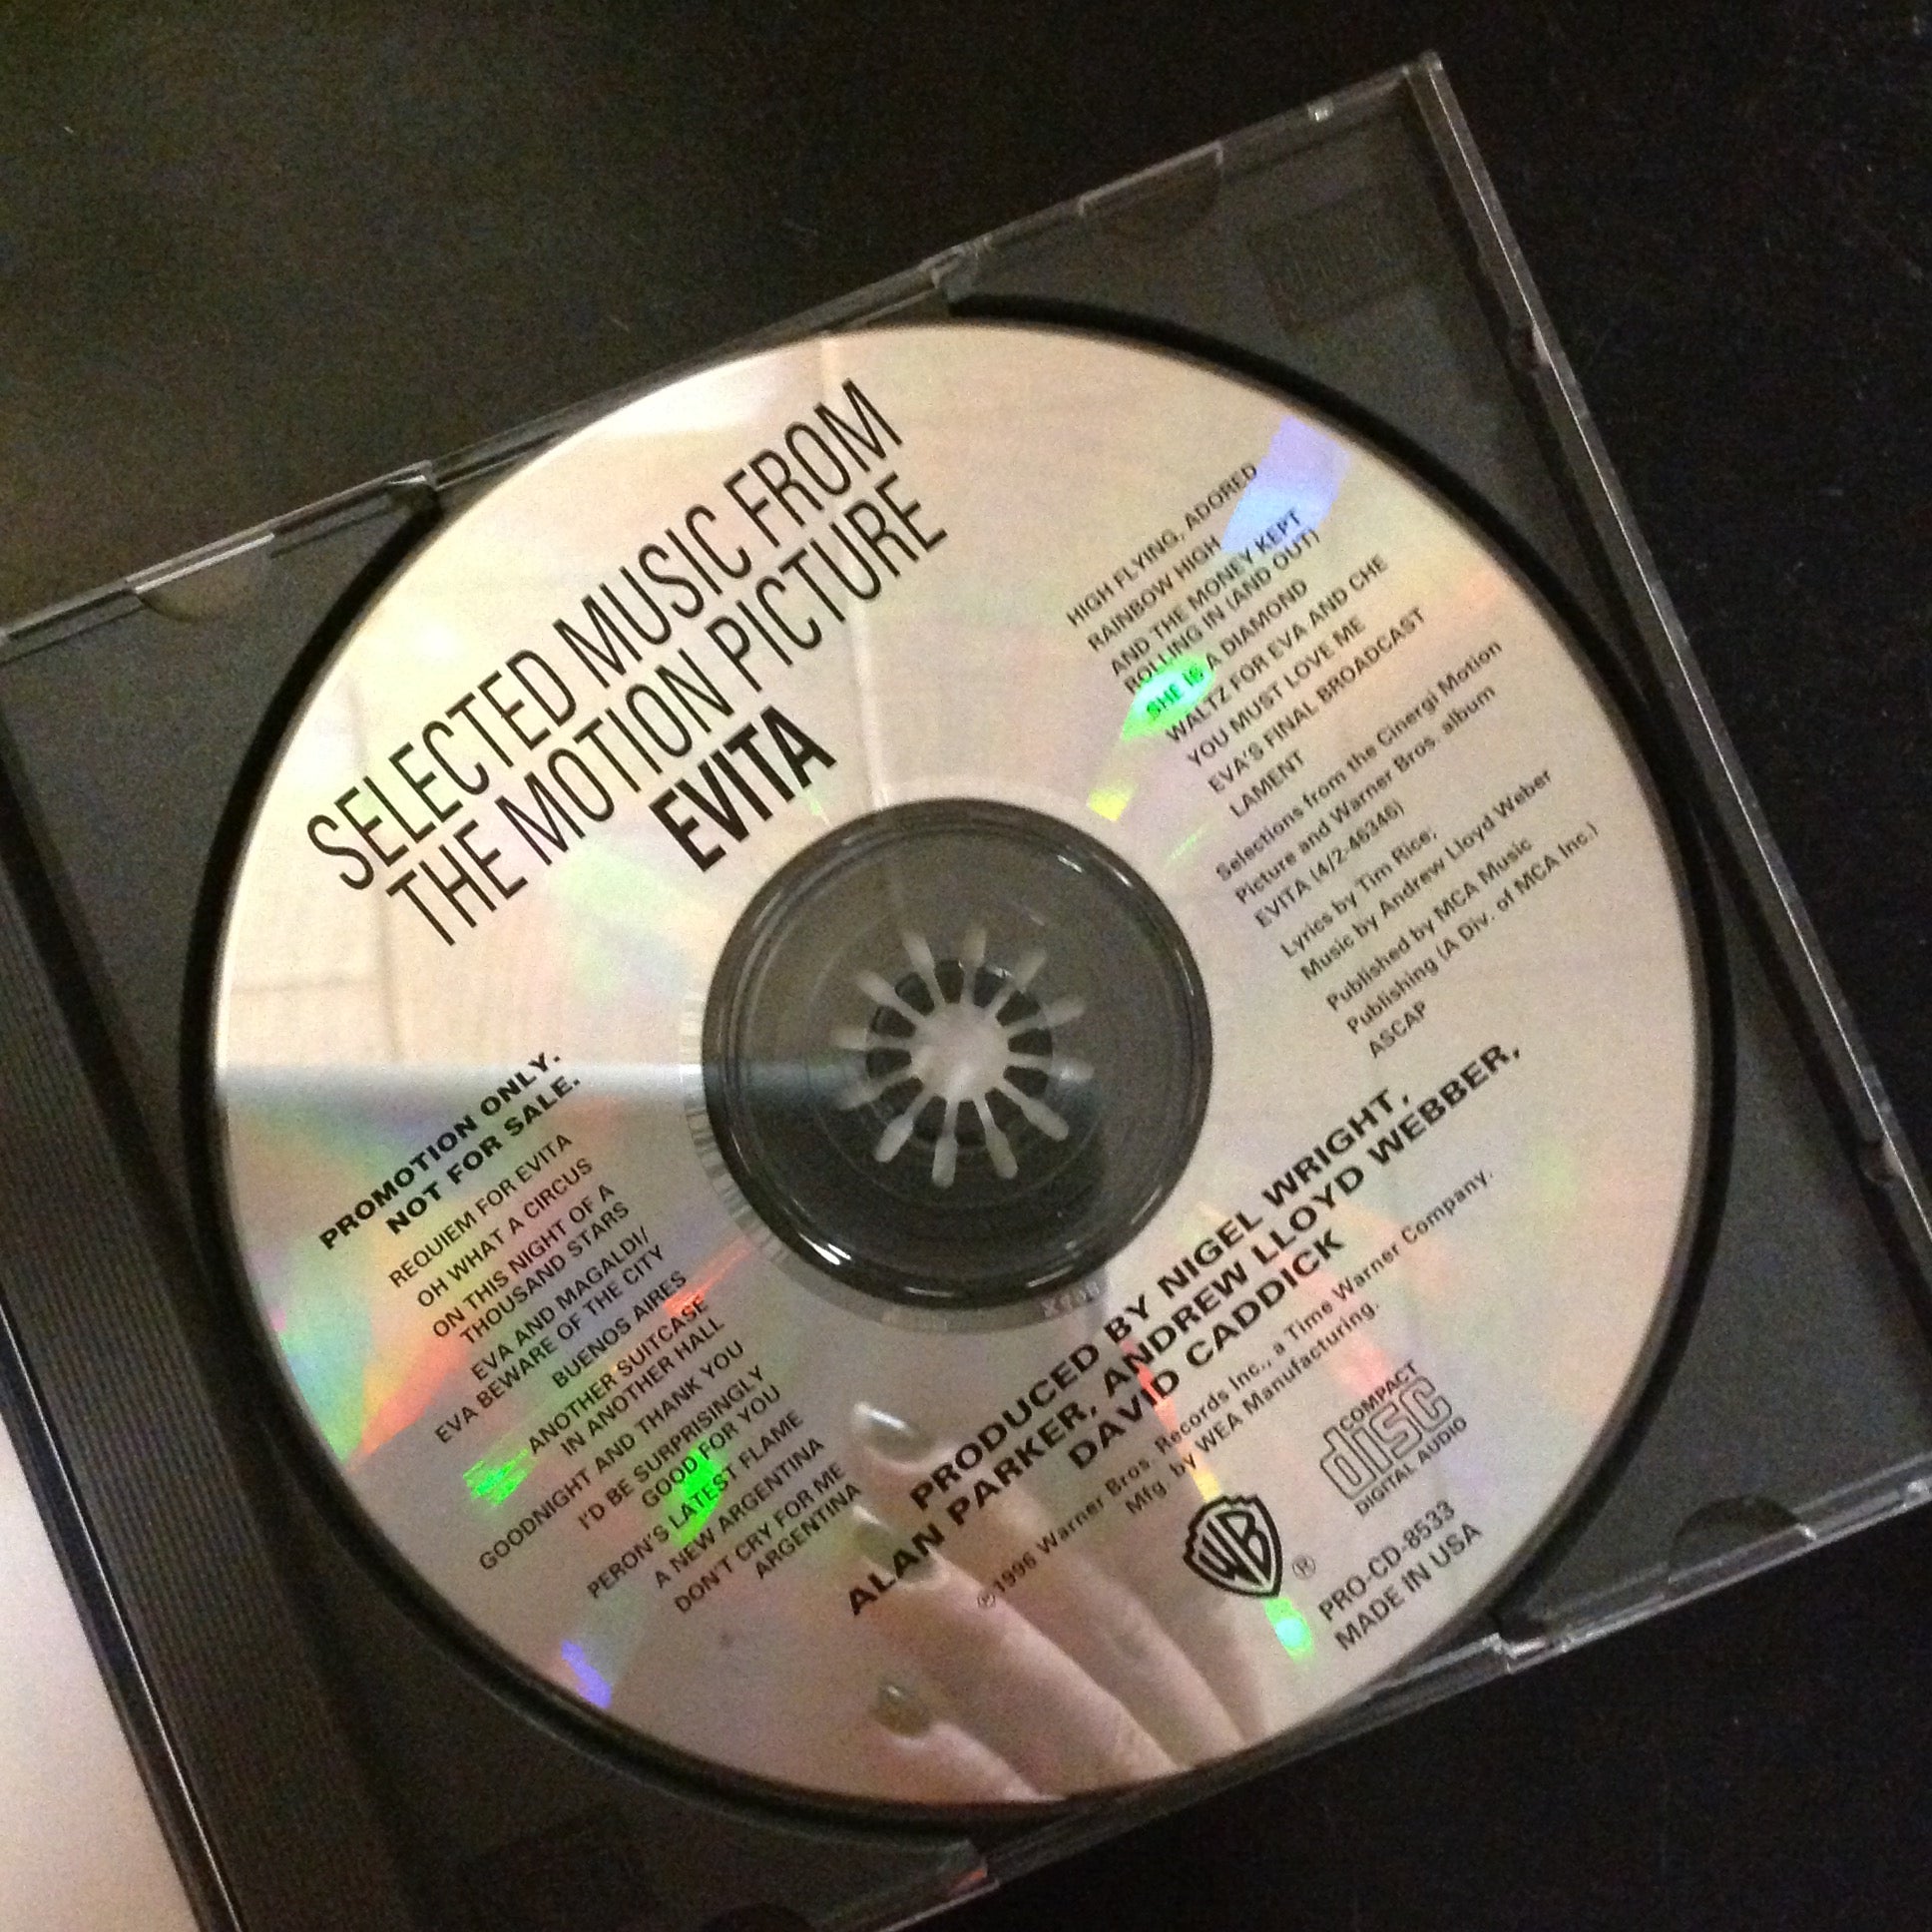 SELECTED MUSIC FROM
THE MOTION PICTURE
EVITA
PROMOTION ONLY.
NOT FOR SALE.
REQUIEM FOR EVITA
OH WHAT A CIRCUS
ON THIS NIGHT OF A
THOUSAND STARS
EVA AND MAGALDI/
EVA BEWARE OF THE CITY
BUENOS AIRES
ANOTHER SUITCASE
IN ANOTHER HALL
GOODNIGHT AND THANK YOU
I'D BE SURPRISINGLY
GOOD FOR YOU
PERON'S LATEST FLAME
A NEW ARGENTINA
DON'T CRY FOR ME
ARGENTINA
HIGH FLYING, ADORED
RAINBOW HIGH
AND THE MONEY KEPT
ROLLING IN (AND OUT)
SHE IS A DIAMOND
WALTZ FOR EVA AND CHE
YOU MUST LOVE ME
EVA'S FINAL BROADCAST
LAMENT
Selections from the Cinergi Motion
Picture and Warner Bros. album
EVITA (4/2-46346)
Lyrics by Tim Rice;
Music by Andrew Lloyd Weber
Published by MCA Music
Publishing (A Div. of MCA Inc.)
ASCAP
PRODUCED BY NIGEL WRIGHT,
ALAN PARKER, ANDREW LLOYD WEBBER,
DAVID CADDICK
℗1996 Warner Bros. Records Inc., a Time Warner Company.
Mfg. by WEA Manufacturing.
WB ®
COMPACT
disc
DIGITAL AUDIO
PRO-CD-8533
MADE IN USA